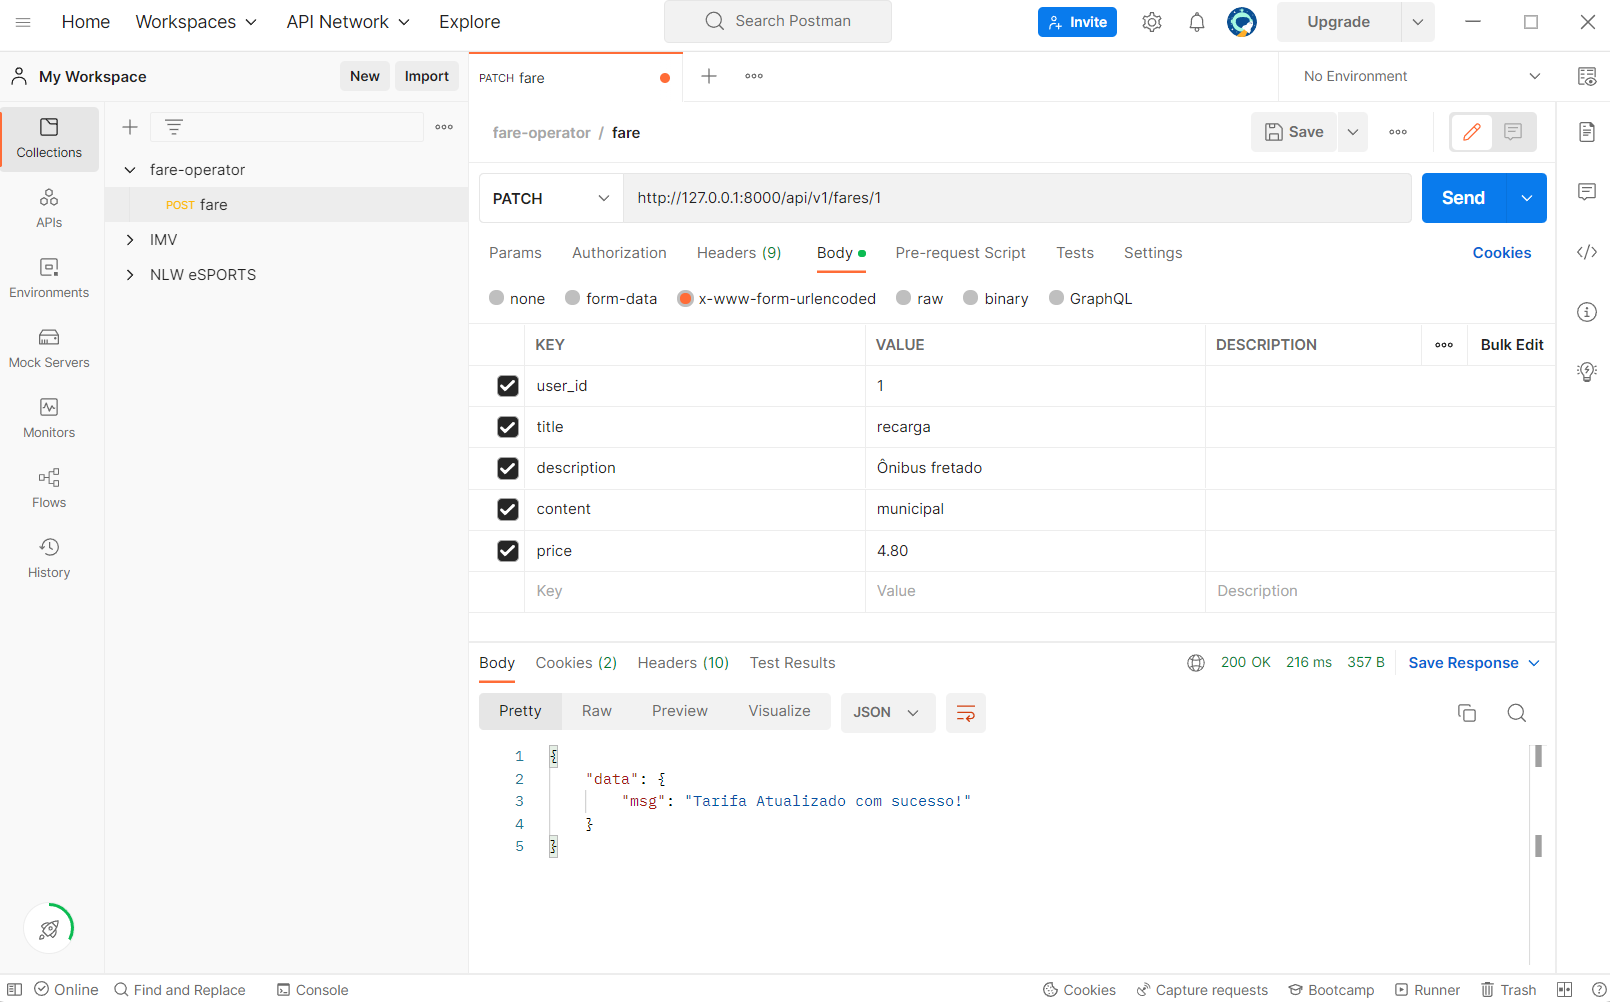 Home Workspaces API Network Explore Search Postman Invite Upgrade
My Workspace New Import PATCH fare No Environment
Collections
APIs
Environments
Mock Servers
Monitors
Flows
History
fare-operator
POST fare
IMV
NLW eSPORTS
fare-operator / fare Save
PATCH http://127.0.0.1:8000/api/v1/fares/1 Send
Params Authorization Headers (9) Body Pre-request Script Tests Settings Cookies
none form-data x-www-form-urlencoded raw binary GraphQL
KEY VALUE DESCRIPTION Bulk Edit
user_id 1
title recarga
description Ônibus fretado
content municipal
price 4.80
Key Value Description
Body Cookies (2) Headers (10) Test Results 200 OK 216 ms 357 B Save Response
Pretty Raw Preview Visualize JSON
1 {
2 "data": {
3 "msg": "Tarifa Atualizado com sucesso!"
4 }
5 }
Online Find and Replace Console Cookies Capture requests Bootcamp Runner Trash